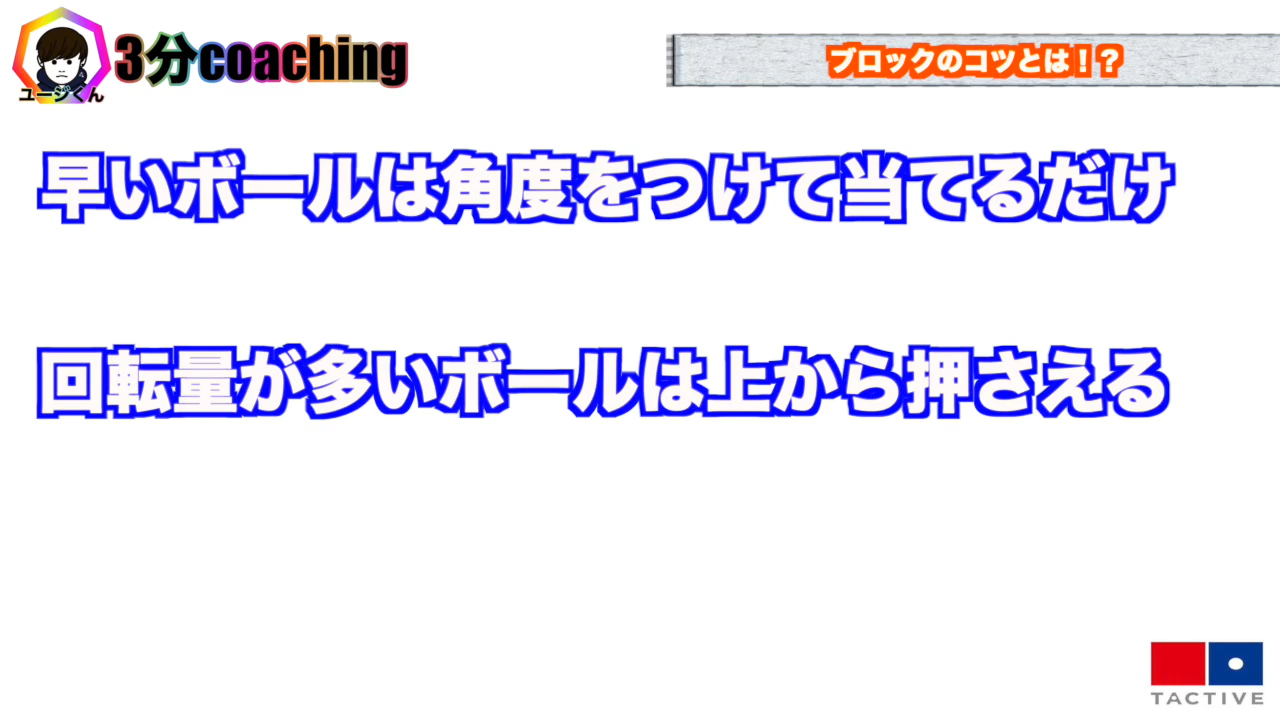 ユージくん
3分coaching
ブロックのコツとは！？
早いボールは角度をつけて当てるだけ
回転量が多いボールは上から押さえる
TACTIVE